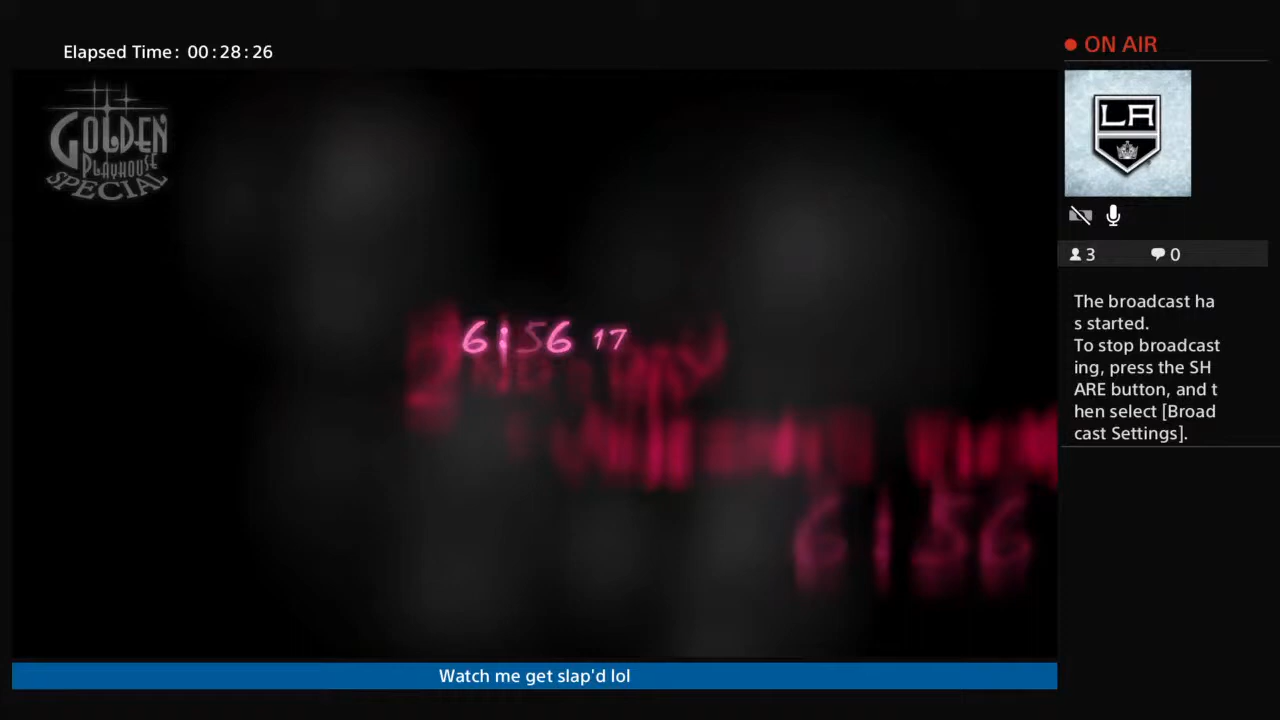 Elapsed Time: 00:28:26
ON AIR
GOLDEN
PLAYHOUSE
SPECIAL
LA
3
0
6:56 17
6:56
The broadcast ha
s started.
To stop broadcast
ing, press the SH
ARE button, and t
hen select [Broad
cast Settings].
Watch me get slap'd lol